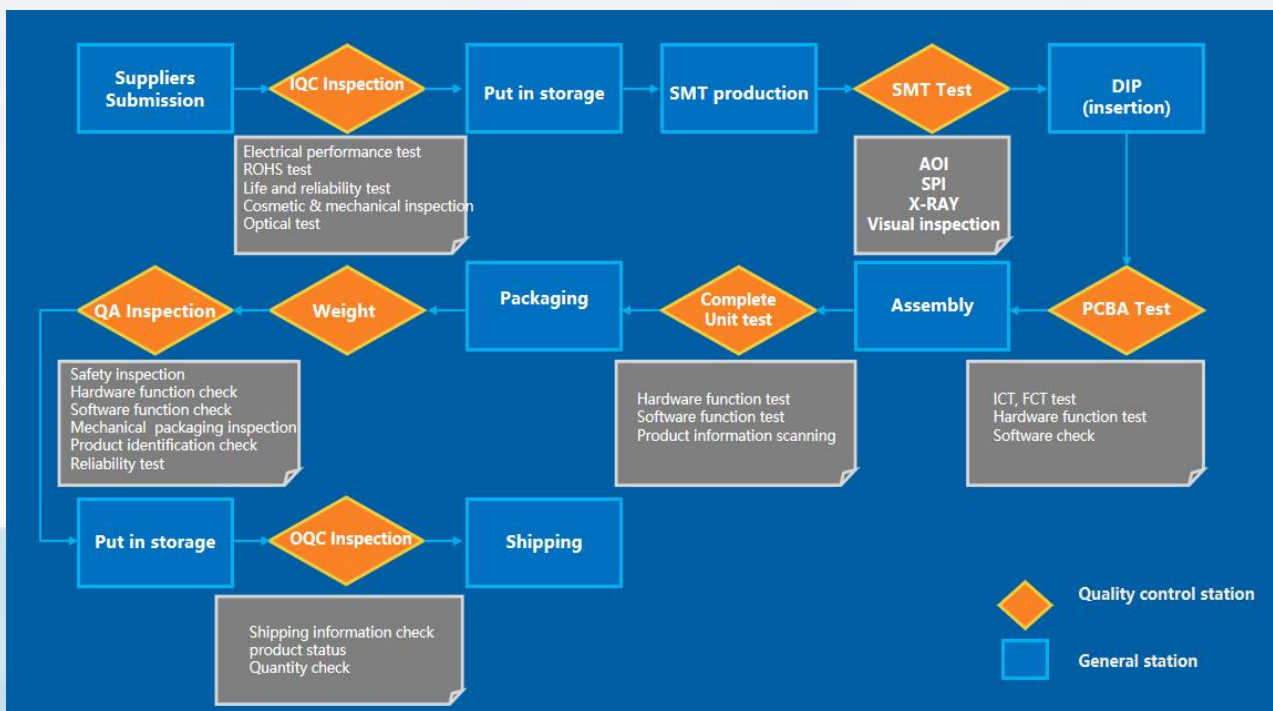 Suppliers
Submission
IQC Inspection
Put in storage
SMT production
SMT Test
DIP
(insertion)
Electrical performance test
ROHS test
Life and reliability test
Cosmetic & mechanical inspection
Optical test
AOI
SPI
X-RAY
Visual inspection
QA Inspection
Weight
Packaging
Complete
Unit test
Assembly
PCBA Test
Safety inspection
Hardware function check
Software function check
Mechanical packaging inspection
Product identification check
Reliability test
Hardware function test
Software function test
Product information scanning
ICT, FCT test
Hardware function test
Software check
Put in storage
OQC Inspection
Shipping
Shipping information check
product status
Quantity check
Quality control station
General station